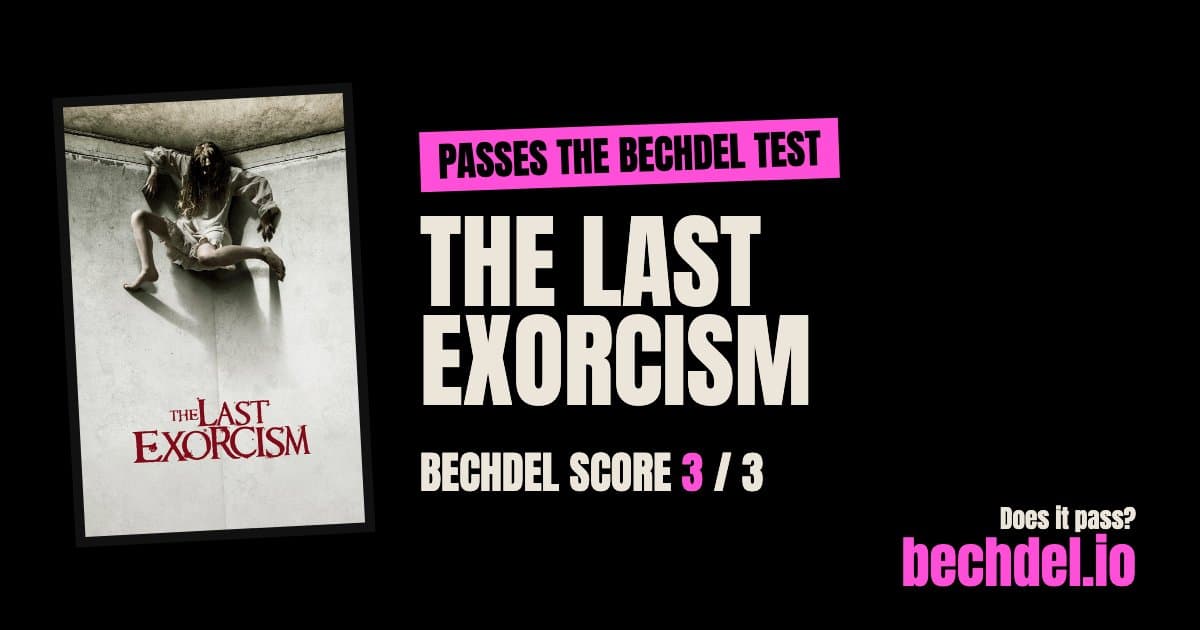 THE LAST
EXORCISM
PASSES THE BECHDEL TEST
THE LAST
EXORCISM
BECHDEL SCORE 3 / 3
Does it pass?
bechdel.io